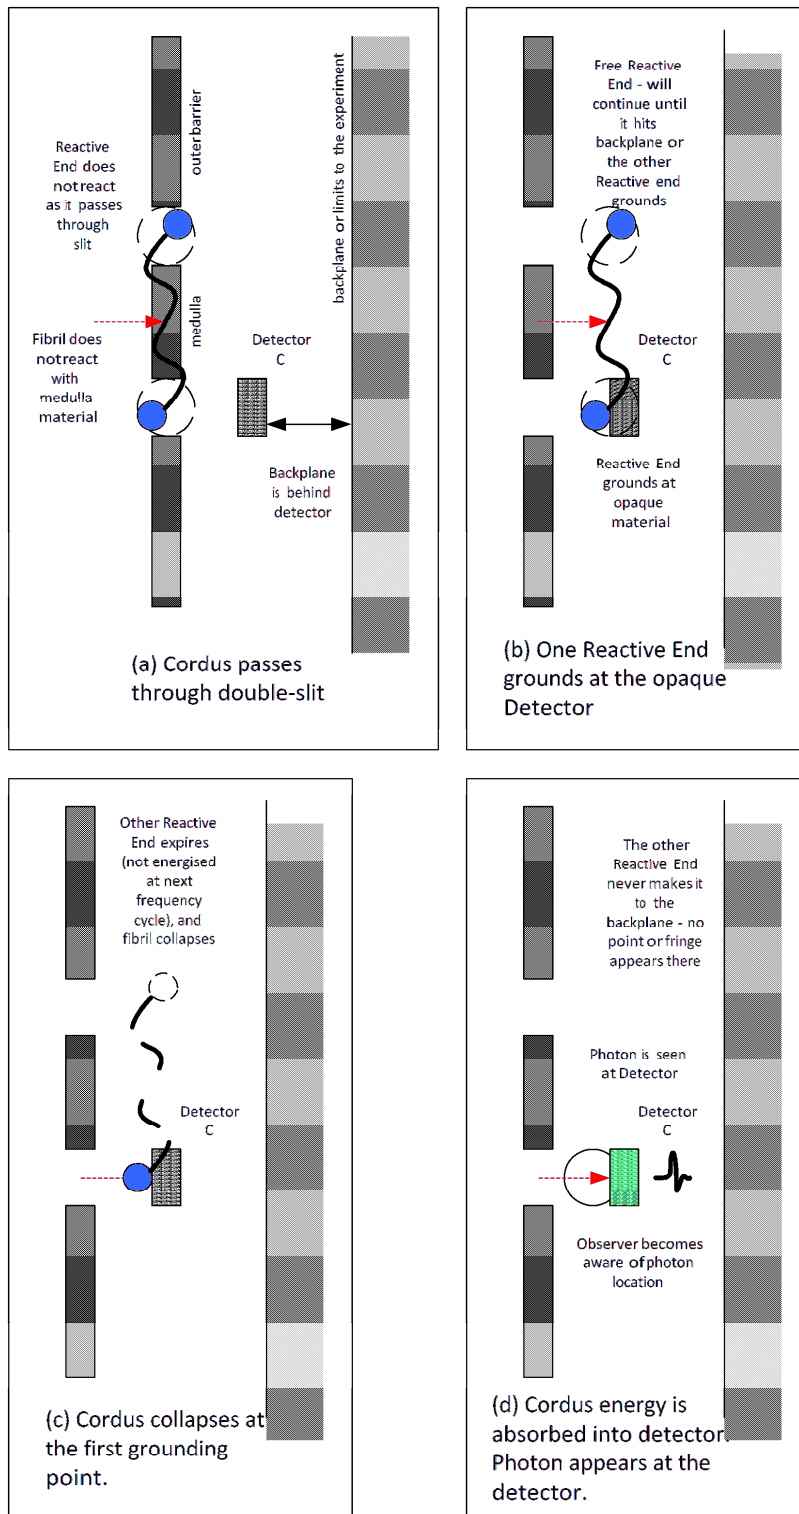 Reactive
End does
not react
as it passes
through
slit
outer barrier
backplane or limits to the experiment
medulla
Fibril does
not react
with
medulla
material
Detector
C
Backplane
is behind
detector
(a) Cordus passes
through double-slit
Free Reactive
End - will
continue until
it hits
backplane or
the other
Reactive end
grounds
Detector
C
Reactive End
grounds at
opaque
material
(b) One Reactive End
grounds at the opaque
Detector
Other Reactive
End expires
(not energised
at next
frequency
cycle), and
fibril collapses
Detector
C
(c) Cordus collapses at
the first grounding
point.
The other
Reactive End
never makes it
to the
backplane - no
point or fringe
appears there
Photon is seen
at Detector
Detector
C
Observer becomes
aware of photon
location
(d) Cordus energy is
absorbed into detector.
Photon appears at the
detector.